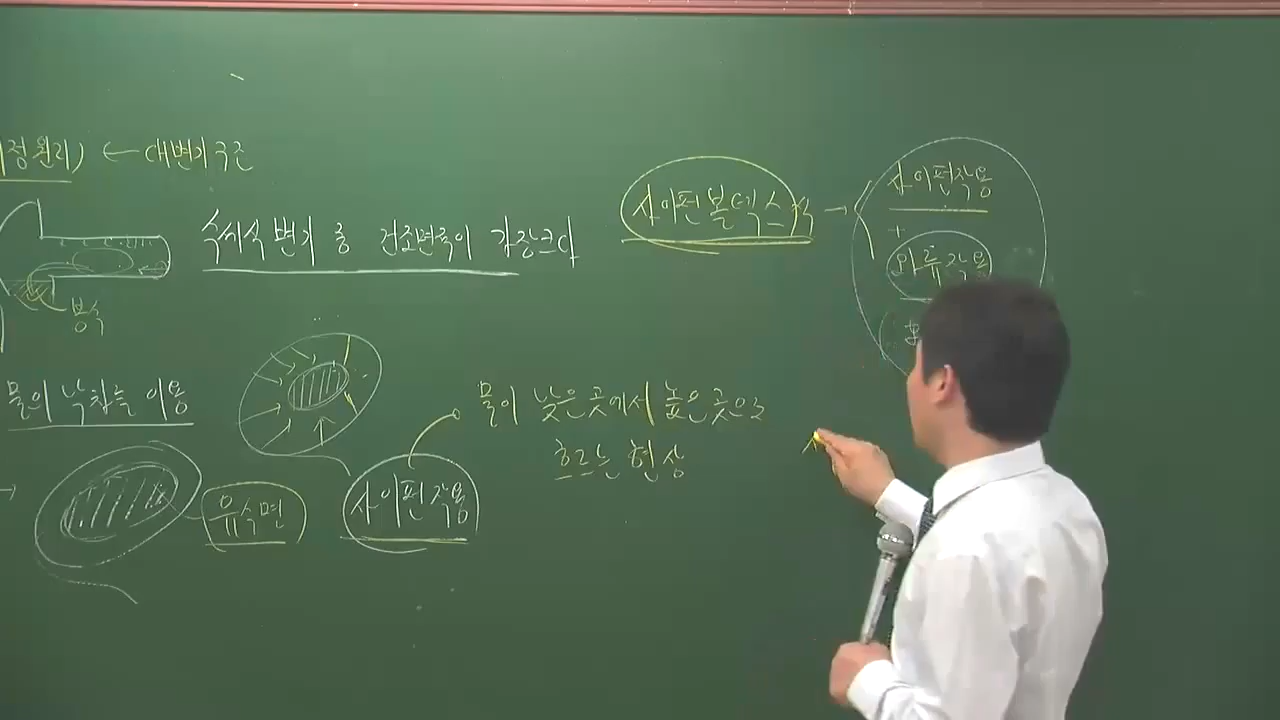 정원리) ← 대변기구조
수세식 변기 중 건조면적이 가장크다
봉수
물의 낙차를 이용
유수면
사이펀작용
물이 낮은 곳에서 높은 곳으로
흐르는 현상
사이펀볼텍스식 →
사이펀작용
+
와류작용